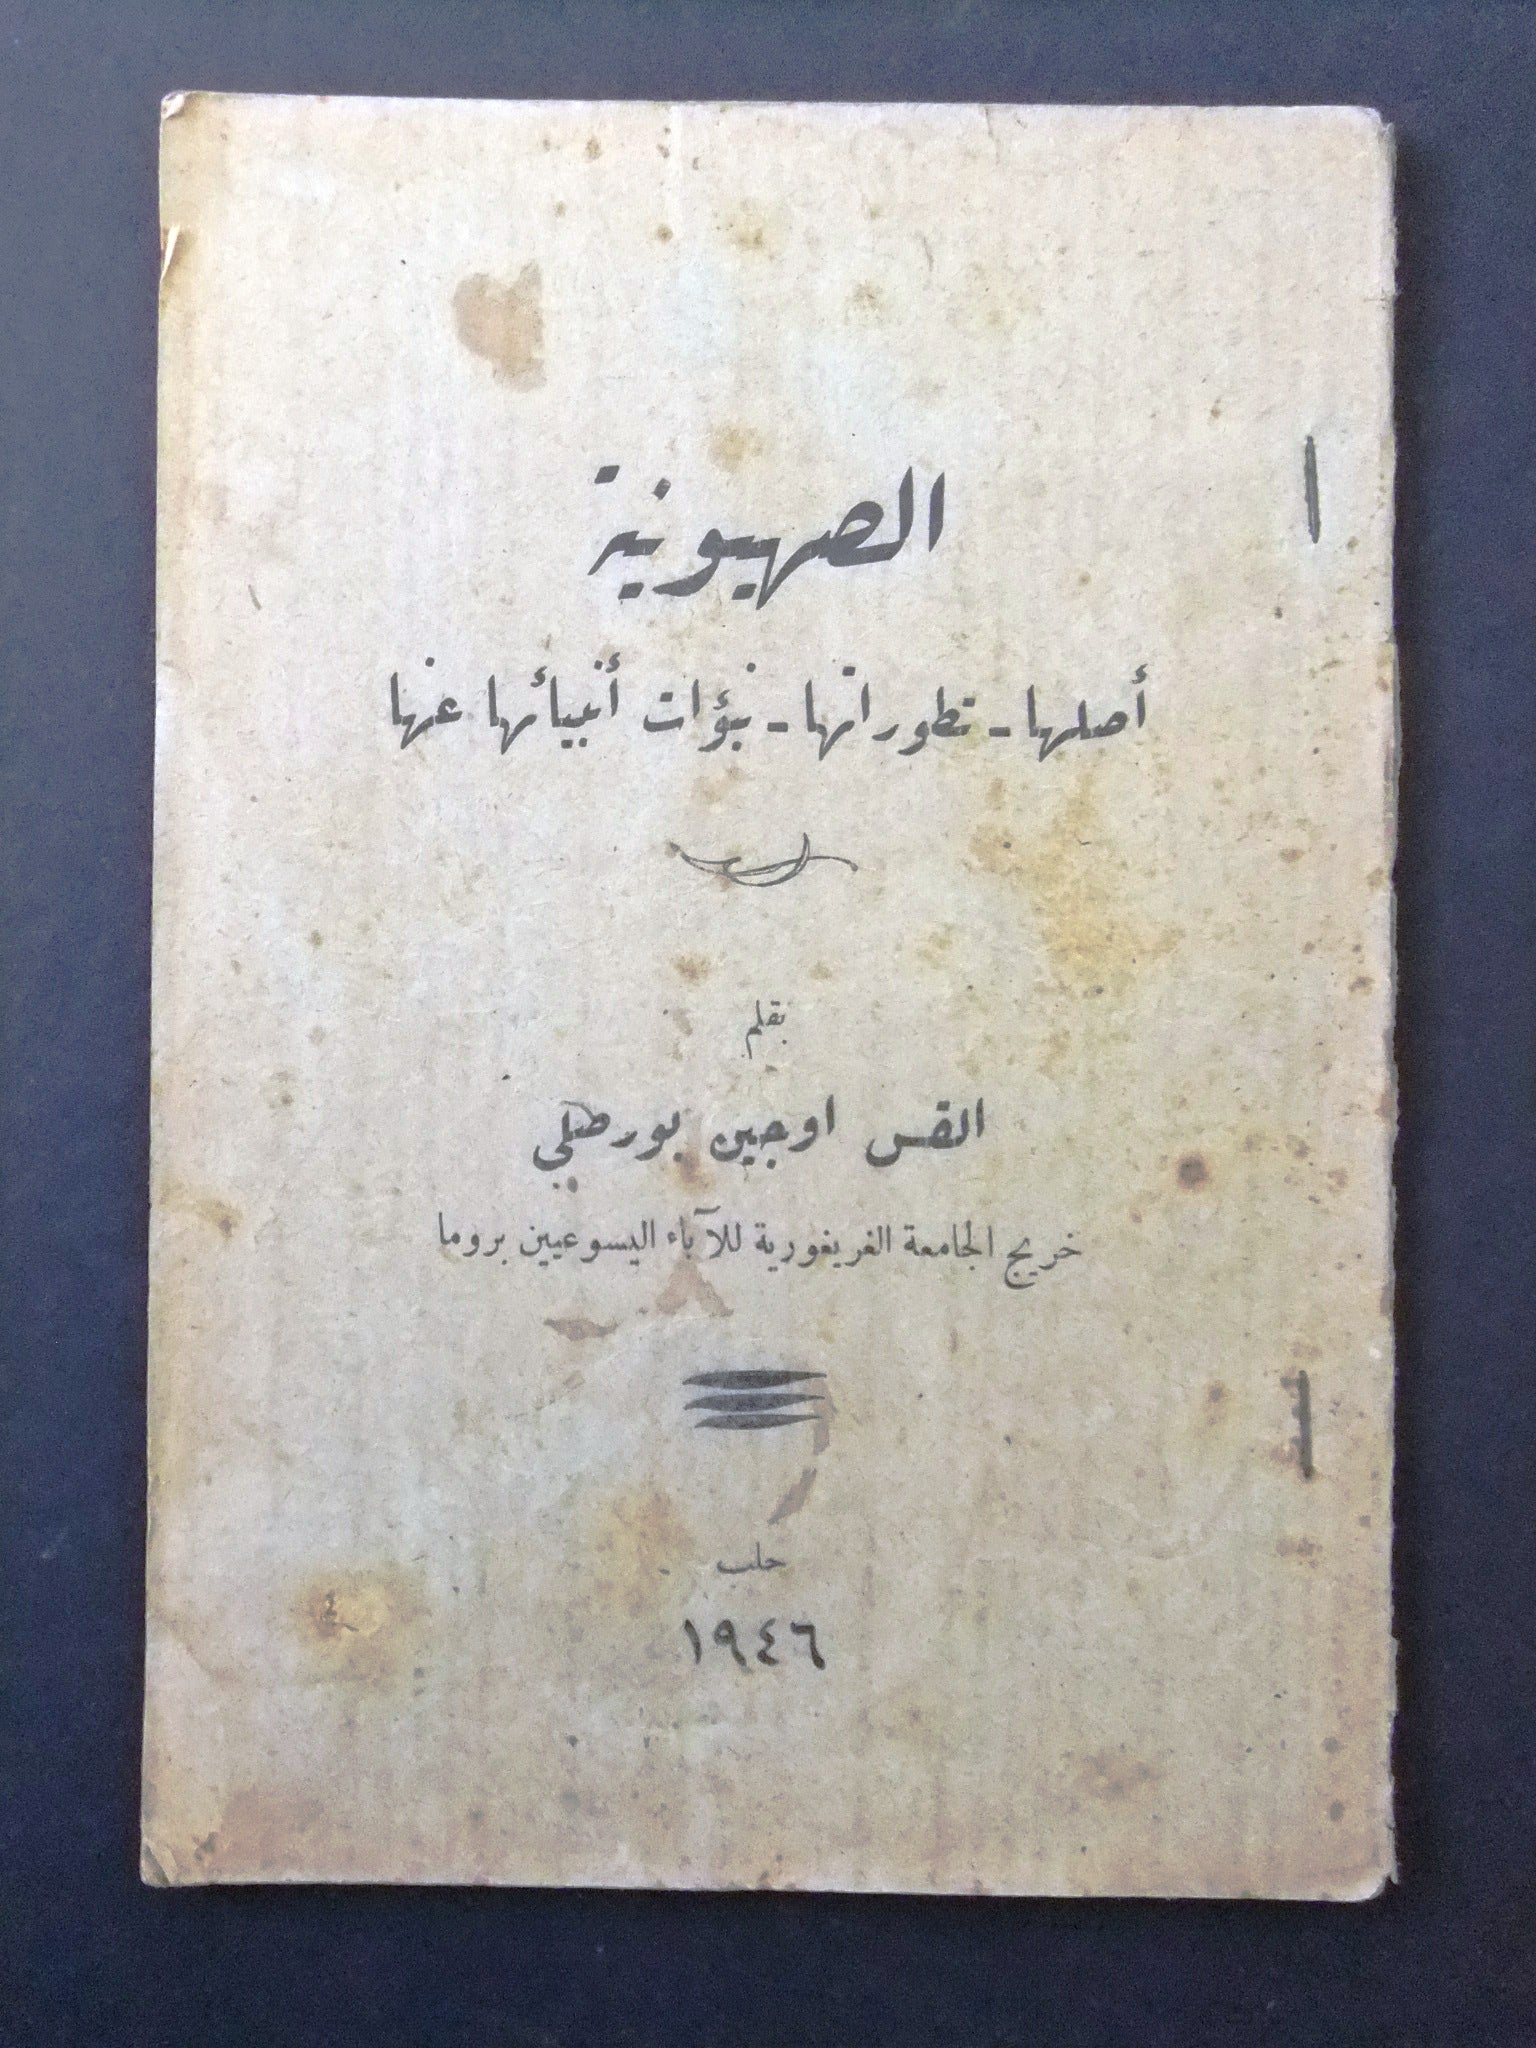 الصهيونية
أصلها - تطوراتها - نبؤات أنبيائها عنها
بقلم
القس اوجين بورطلي
خريج الجامعة الغريغورية للآباء اليسوعيين بروما
حلب
١٩٤٦